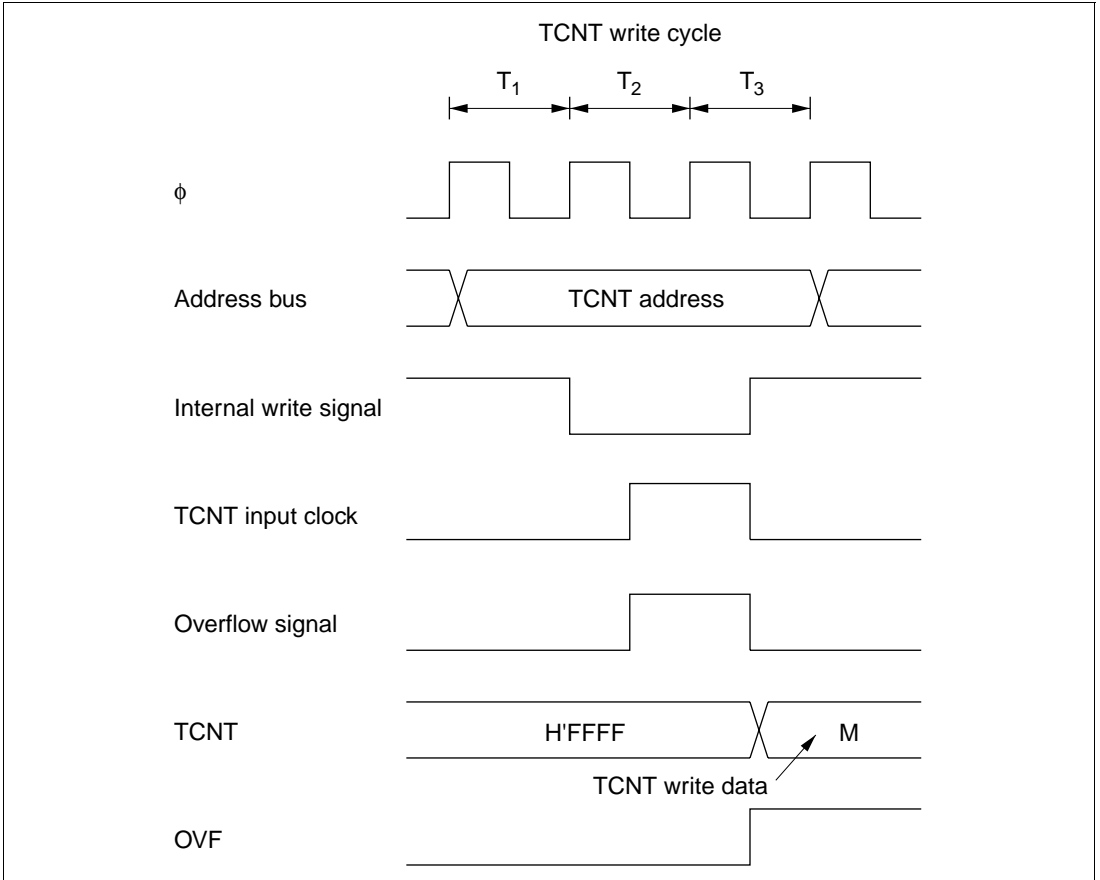 TCNT write cycle
T1 T2 T3
ϕ
Address bus TCNT address
Internal write signal
TCNT input clock
Overflow signal
TCNT H'FFFF M
TCNT write data
OVF